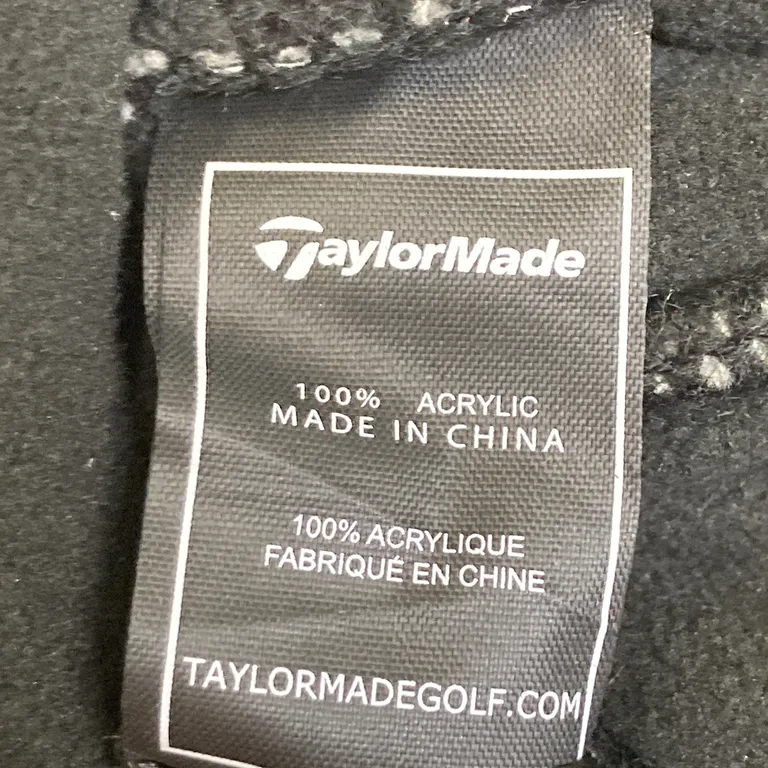 TaylorMade
100% ACRYLIC
MADE IN CHINA
100% ACRYLIQUE
FABRIQUÉ EN CHINE
TAYLORMADEGOLF.COM